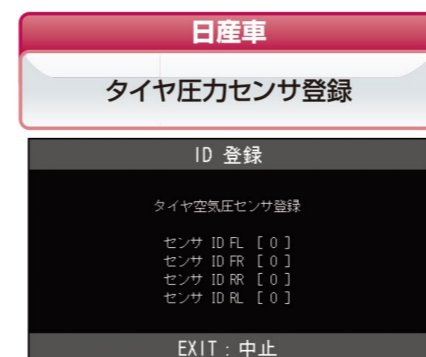 日産車
タイヤ圧力センサ登録
ID 登録
タイヤ空気圧センサ登録
センサ ID FL [ 0 ]
センサ ID FR [ 0 ]
センサ ID RR [ 0 ]
センサ ID RL [ 0 ]
EXIT : 中止